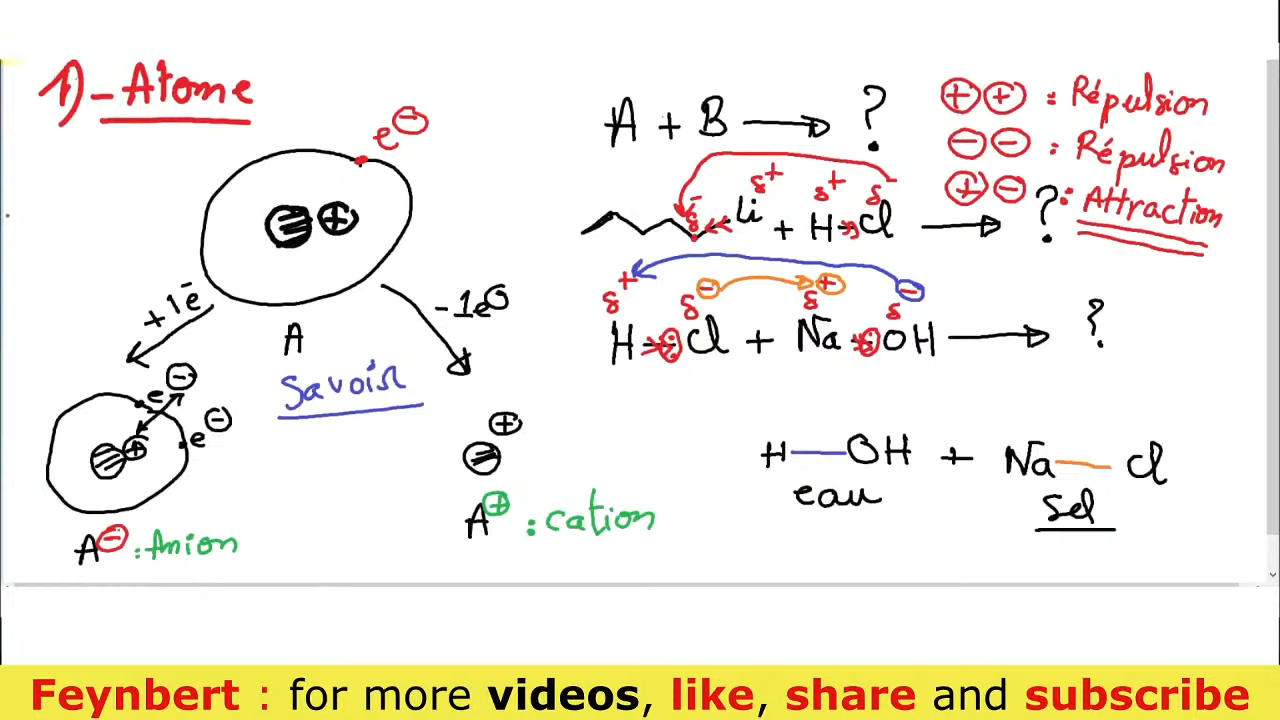 1)- Atome
e⊖
⊕
+1e⁻
-1e⊖
A
Savoir
e⊖
e⊖
⊕
A⊖ : Anion
⊕
A⊕ : cation
A + B ⟶ ?
⊕⊕ : Répulsion
⊖⊖ : Répulsion
⊕⊖ : Attraction
δ⁻ δ⁺ δ⁺ δ⁻
Li + H Cl ⟶ ?
δ⁺ δ⊖ δ⊕ δ⊖
H : Cl + Na : OH ⟶ ?
H—OH + Na—Cl
eau Sel
Feynbert : for more videos, like, share and subscribe